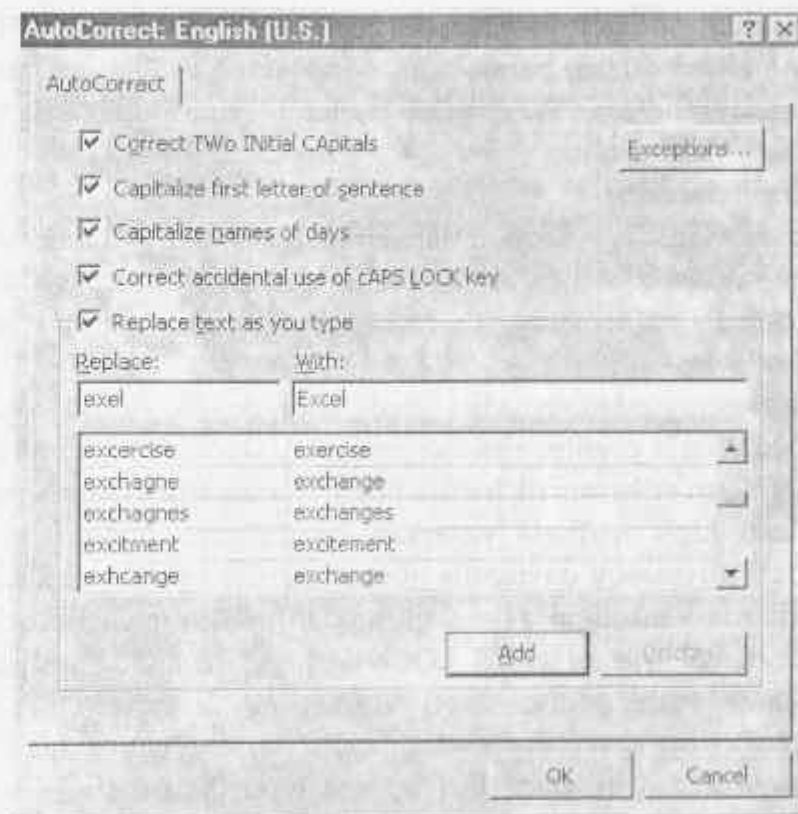 AutoCorrect: English (U.S.)
AutoCorrect
Correct TWo INitial CApitals
Exceptions...
Capitalize first letter of sentence
Capitalize names of days
Correct accidental use of cAPS LOCK key
Replace text as you type
Replace: With:
exel Excel
excercise exercise
exchagne exchange
exchagnes exchanges
excitment excitement
exhcange exchange
Add
OK Cancel